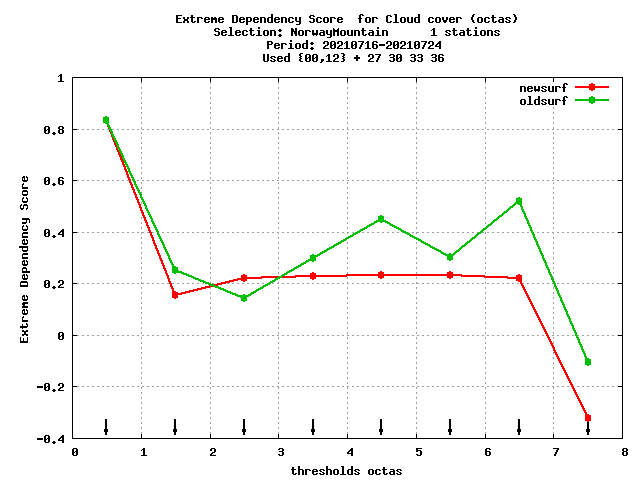 Extreme Dependency Score  for Cloud cover (octas)
Selection: NorwayMountain      1 stations
Period: 20210716-20210724
Used {00,12} + 27 30 33 36
newsurf
oldsurf
Extreme Dependency Score
1
0.8
0.6
0.4
0.2
0
-0.2
-0.4
0 1 2 3 4 5 6 7 8
thresholds octas